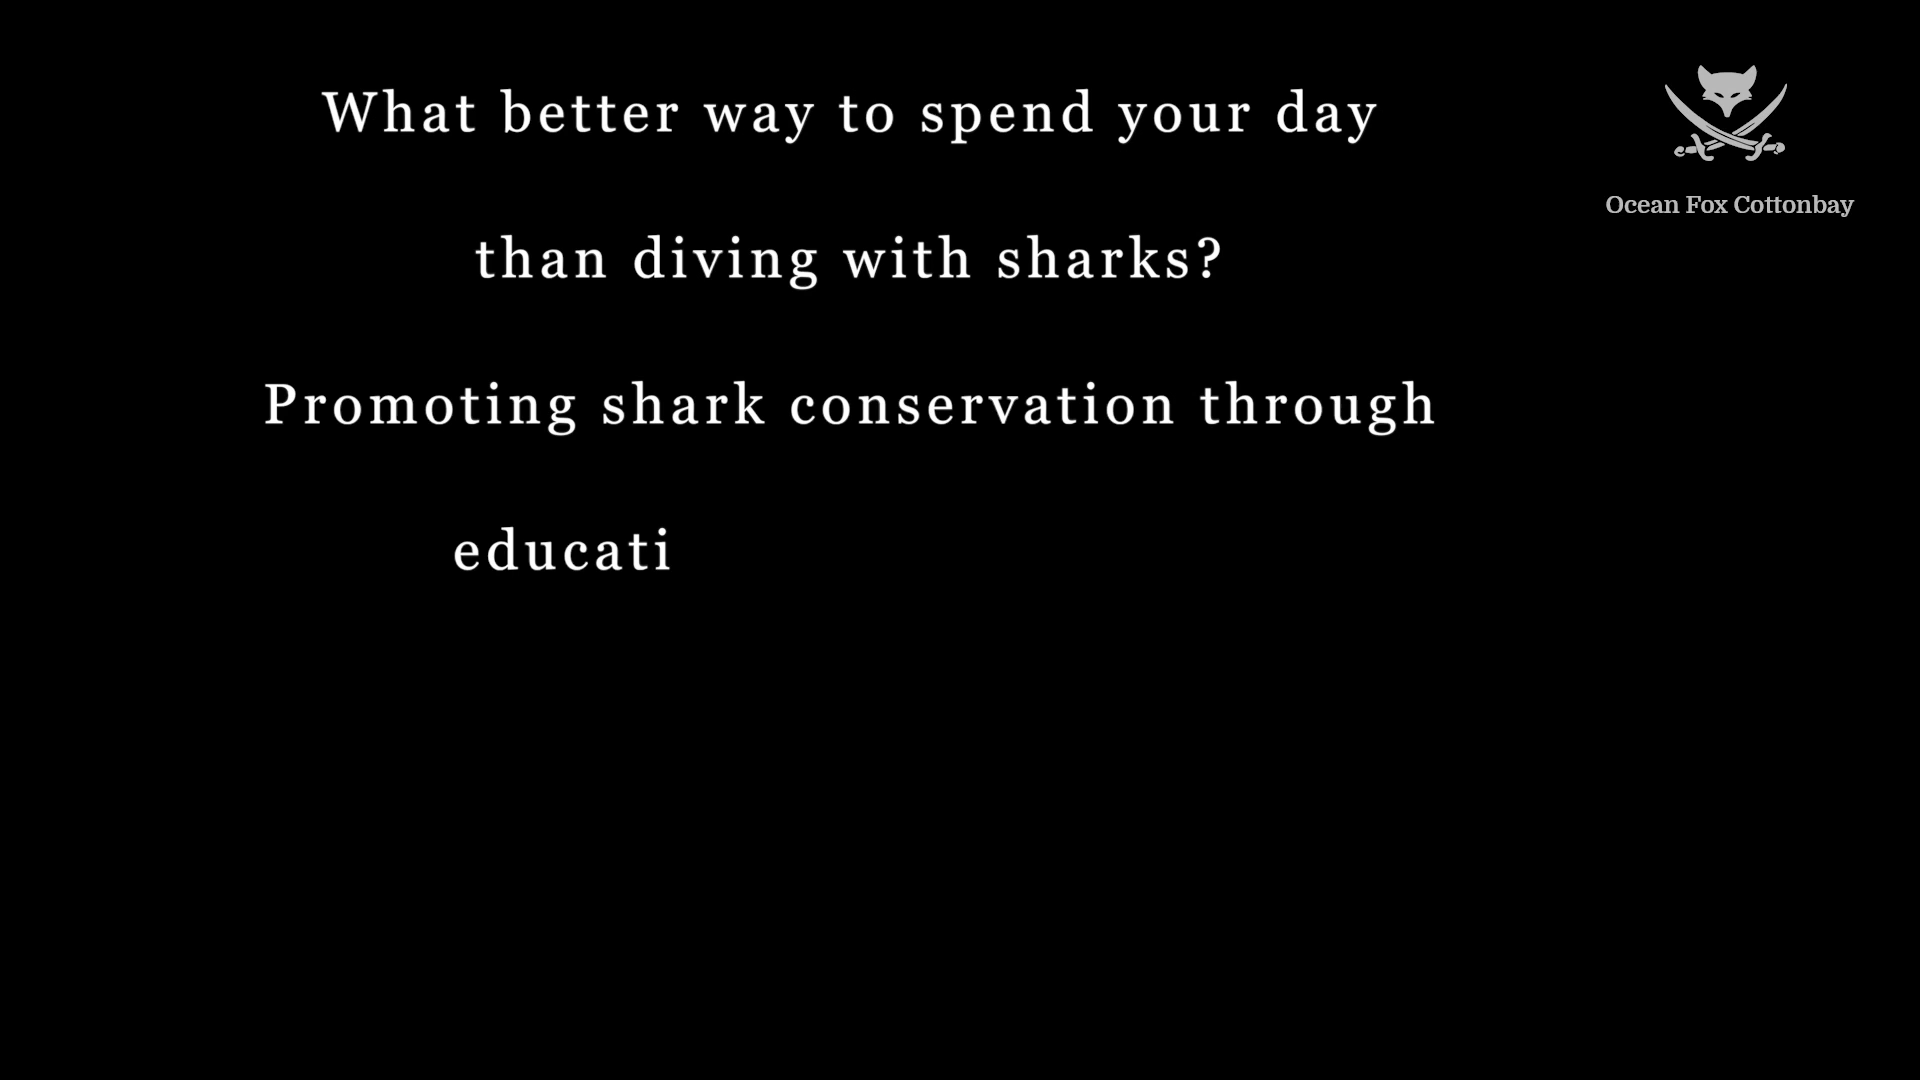 What better way to spend your day
than diving with sharks?
Promoting shark conservation through
educati
Ocean Fox Cottonbay